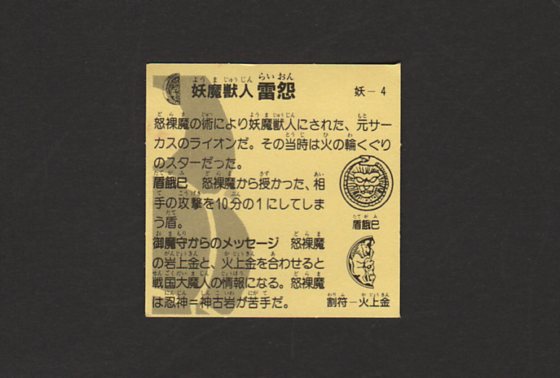 妖魔獣人 雷怨
妖－4
怒裸魔の術により妖魔獣人にされた、元サー
カスのライオンだ。その当時は火の輪くぐり
のスターだった。
盾餓巳 怒裸魔から授かった、相
手の攻撃を10分の1にしてしま
う盾。
盾餓巳
御魔守からのメッセージ 怒裸魔
の岩上金と、火上金を合わせると
戦国大魔人の情報になる。怒裸魔
は忍神＝神古岩が苦手だ。
割符－火上金